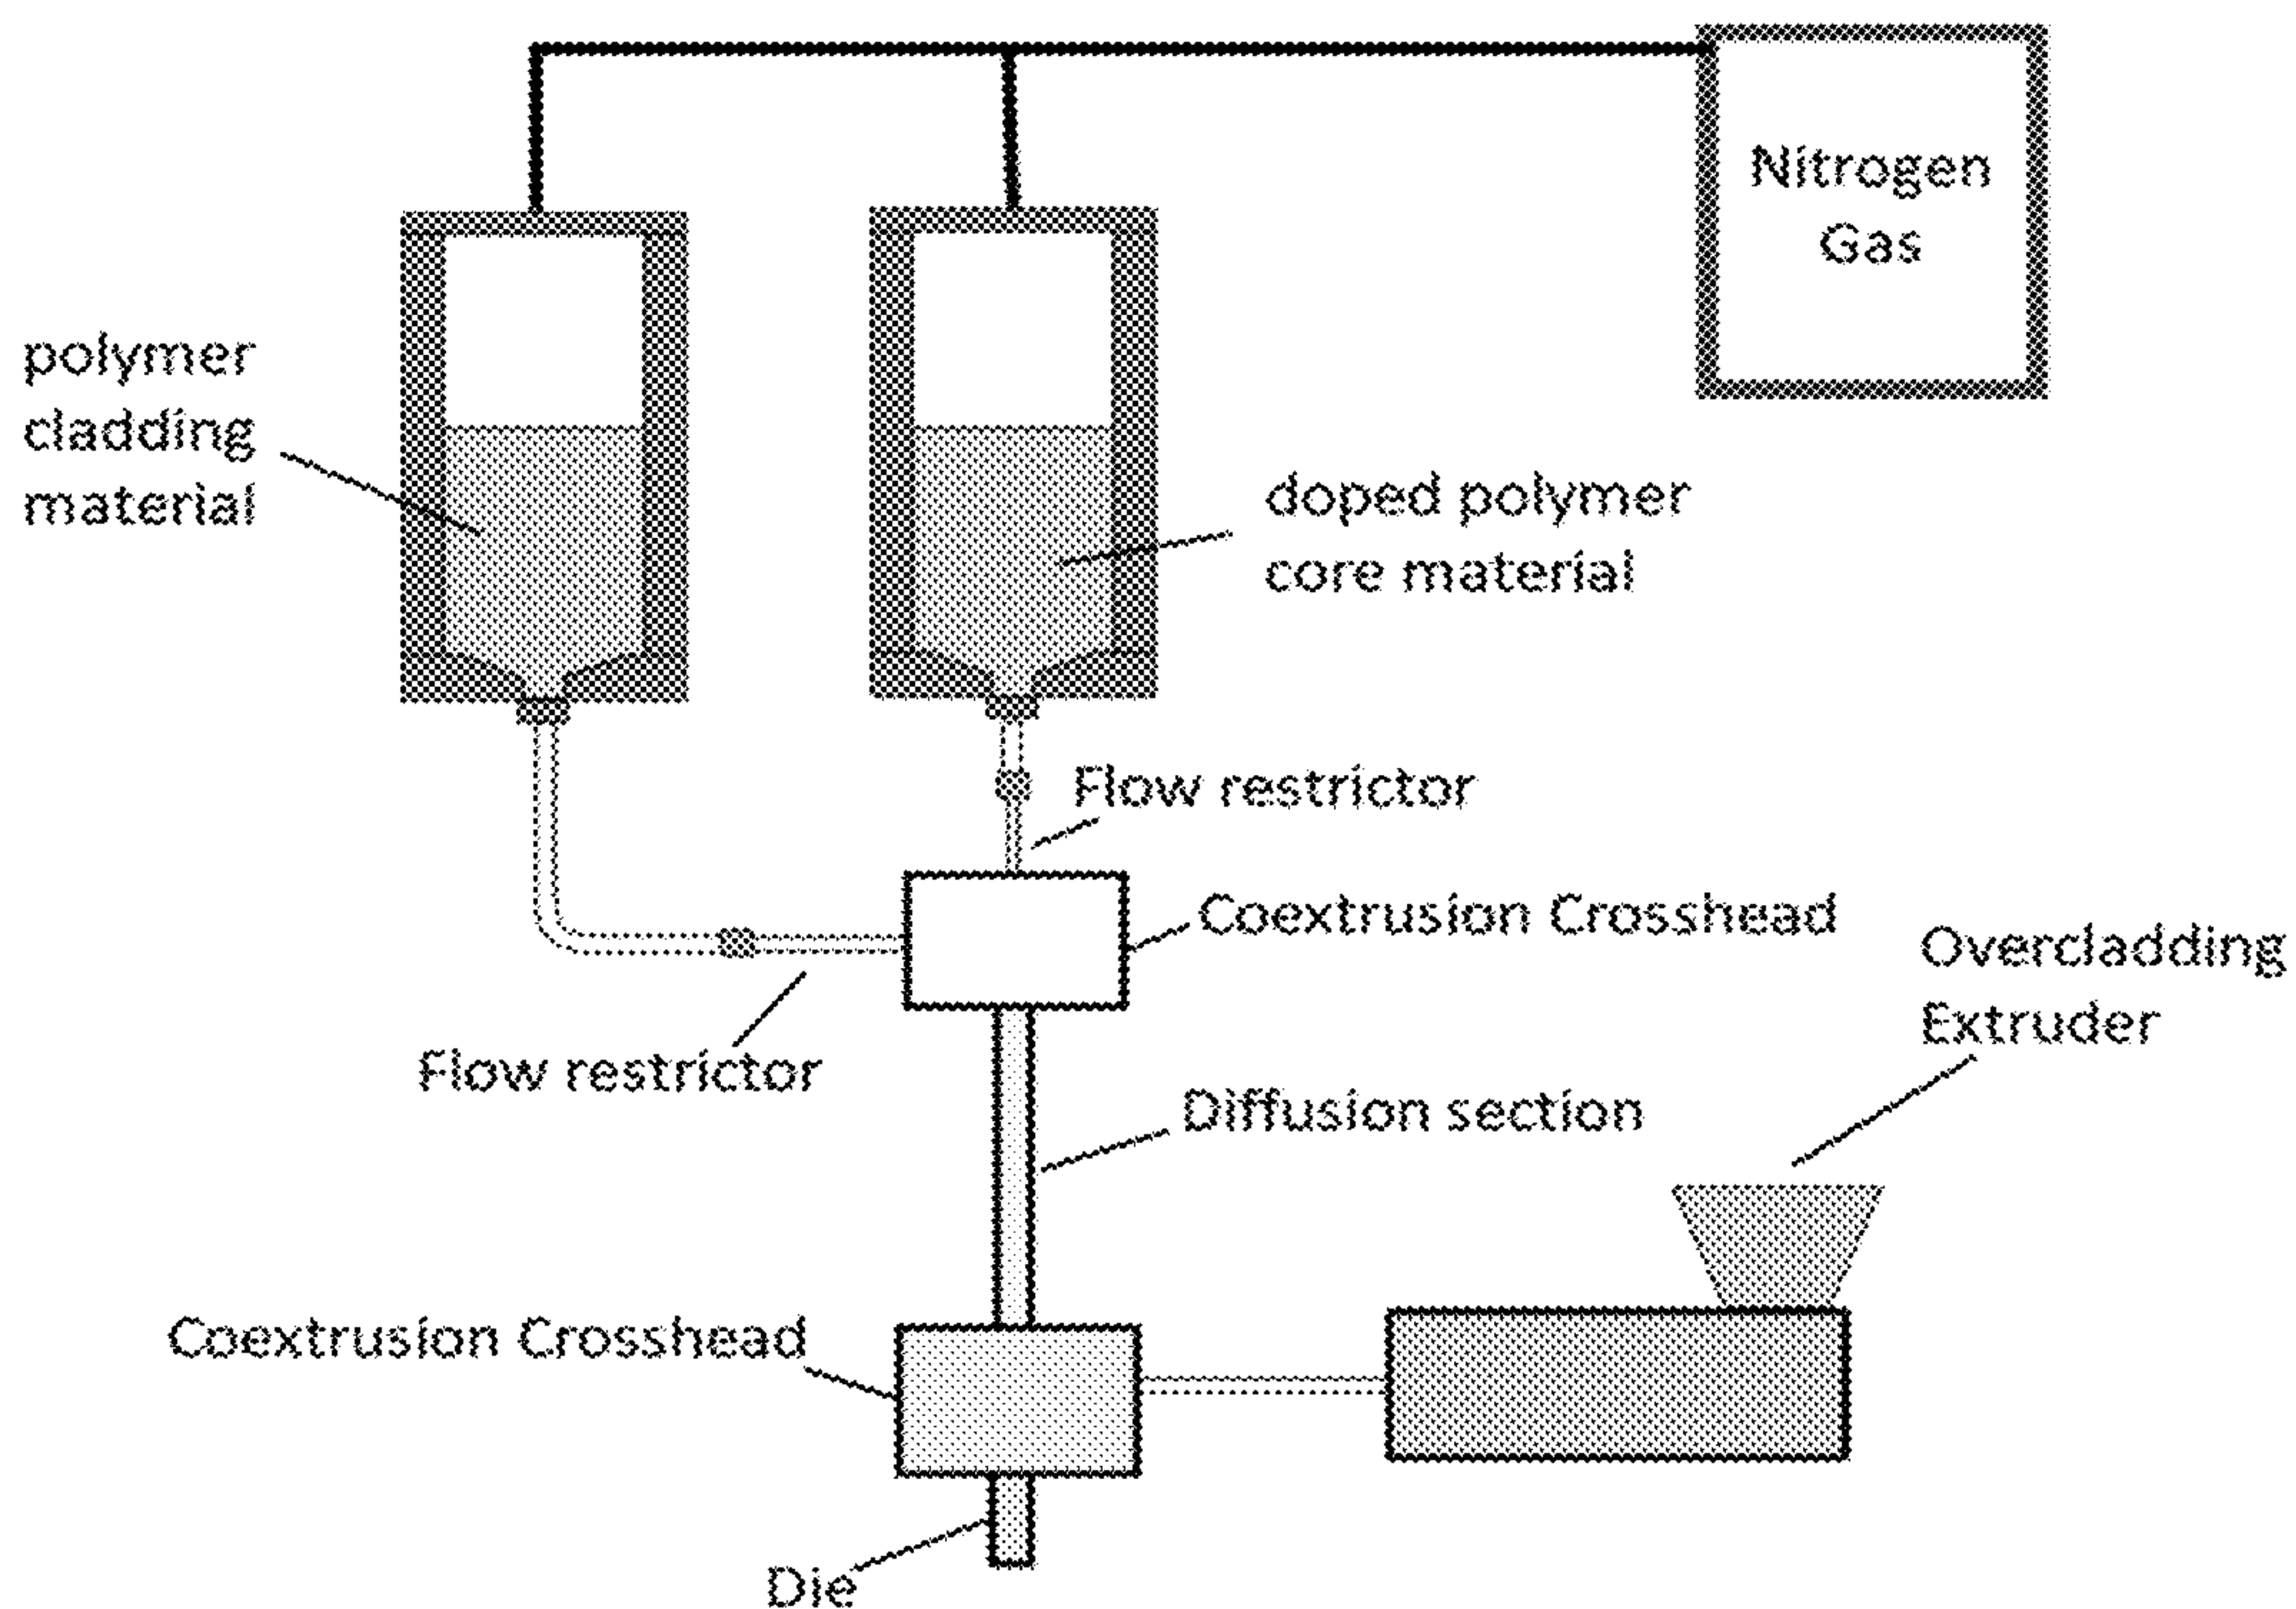 Nitrogen
Gas
polymer
cladding
material
doped polymer
core material
Flow restrictor
Coextrusion Crosshead
Overcladding
Extruder
Flow restrictor
Diffusion section
Coextrusion Crosshead
Die